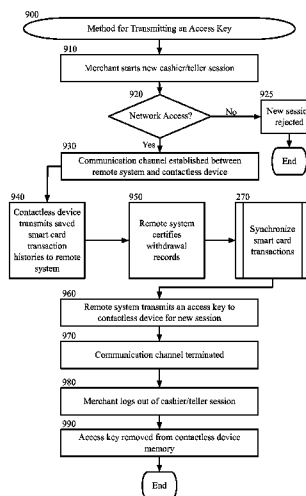 900
Method for Transmitting an Access Key
910
Merchant starts new cashier/teller session
920
Network Access?
No
925
New session
rejected
End
Yes
930
Communication channel established between
remote system and contactless device
940
Contactless device
transmits saved
smart card
transaction
histories to remote
system
950
Remote system
certifies
withdrawal
records
270
Synchronize
smart card
transactions
960
Remote system transmits an access key to
contactless device for new session
970
Communication channel terminated
980
Merchant logs out of cashier/teller session
990
Access key removed from contactless device
memory
End